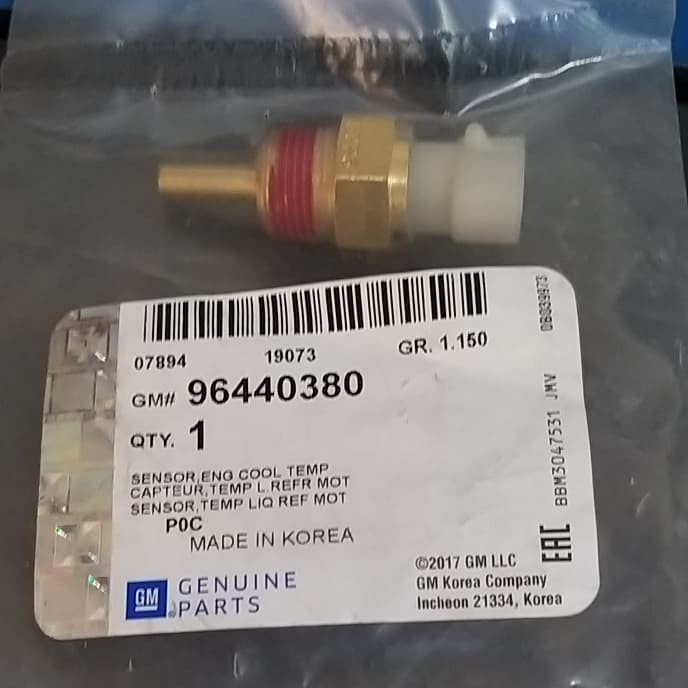 07894 19073 GR. 1.150
GM# 96440380
QTY. 1
SENSOR,ENG COOL TEMP
CAPTEUR,TEMP L REFR MOT
SENSOR,TEMP LIQ REF MOT
P0C
MADE IN KOREA
GM GENUINE
PARTS
©2017 GM LLC
GM Korea Company
Incheon 21334, Korea
EAC
BBM3047531 JMV 0B039973